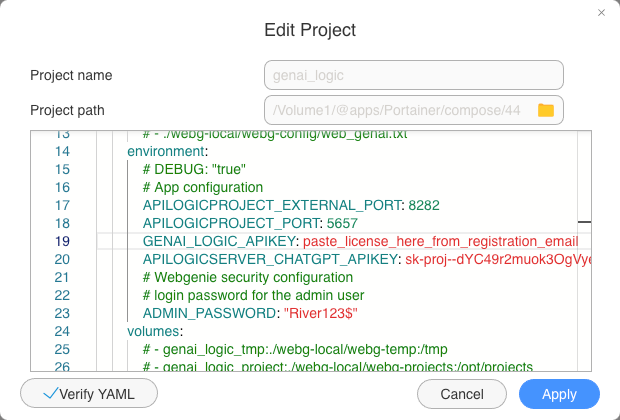 ×
Edit Project
Project name
genai_logic
Project path
/Volume1/@apps/Portainer/compose/44
13 # - ./webg-local/webg-config/web_genai.txt
14 environment:
15 # DEBUG: "true"
16 # App configuration
17 APILOGICPROJECT_EXTERNAL_PORT: 8282
18 APILOGICPROJECT_PORT: 5657
19 GENAI_LOGIC_APIKEY: paste_license_here_from_registration_email
20 APILOGICSERVER_CHATGPT_APIKEY: sk-proj--dYC49r2muok3OgVye
21 # Webgenie security configuration
22 # login password for the admin user
23 ADMIN_PASSWORD: "River123$"
24 volumes:
25 # - genai_logic_tmp:./webg-local/webg-temp:/tmp
26 # - genai_logic_project:./webg-local/webg-projects:/opt/projects
Verify YAML
Cancel
Apply